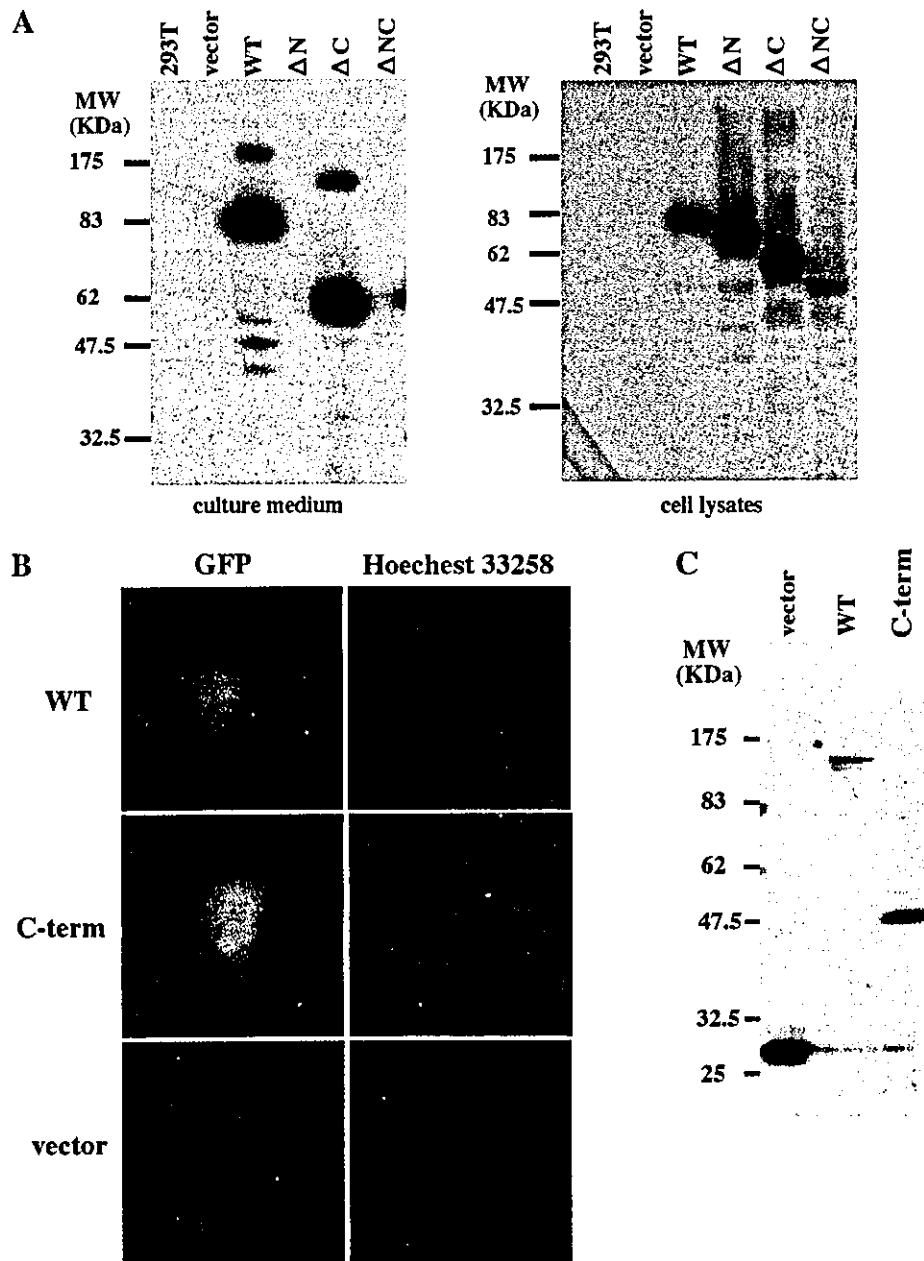 A
293T
vector
WT
ΔN
ΔC
ΔNC
MW
(KDa)
175
83
62
47.5
32.5
culture medium
293T
vector
WT
ΔN
ΔC
ΔNC
MW
(KDa)
175
83
62
47.5
32.5
cell lysates
B
GFP
Hoechest 33258
WT
C-term
vector
C
vector
WT
C-term
MW
(KDa)
175
83
62
47.5
32.5
25